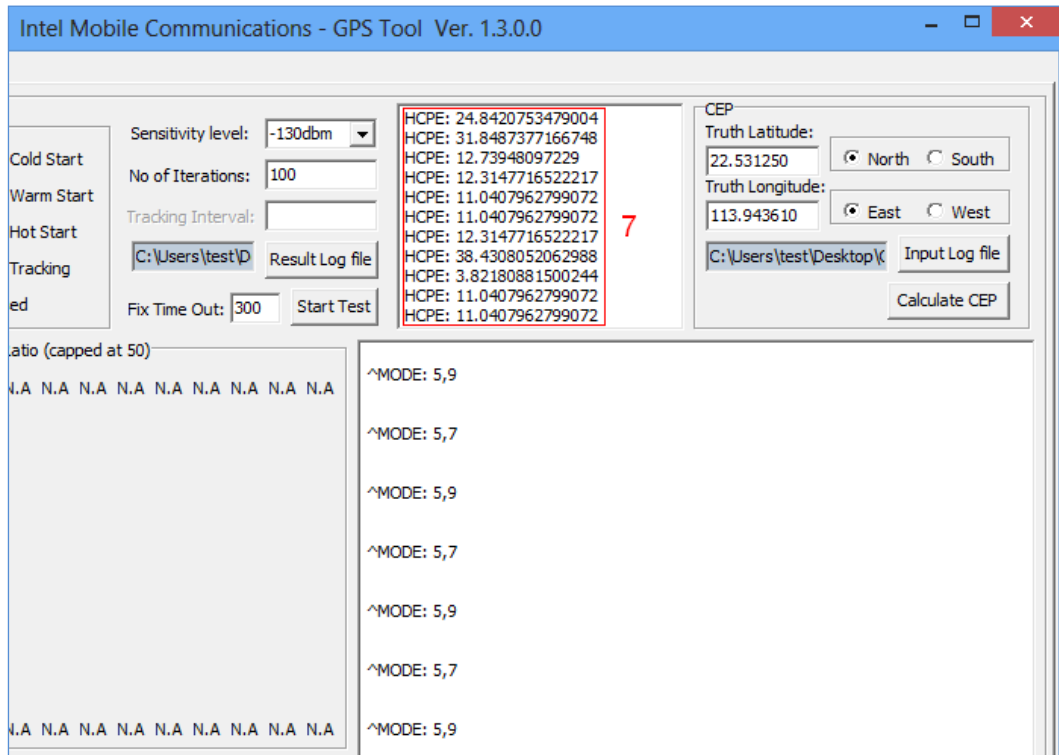 Intel Mobile Communications - GPS Tool Ver. 1.3.0.0
Cold Start
Warm Start
Hot Start
Tracking
ed
Sensitivity level: -130dbm
No of Iterations: 100
Tracking Interval:
C:\Users\test\D Result Log file
Fix Time Out: 300 Start Test
HCPE: 24.8420753479004
HCPE: 31.8487377166748
HCPE: 12.73948097229
HCPE: 12.3147716522217
HCPE: 11.0407962799072
HCPE: 11.0407962799072
HCPE: 12.3147716522217
HCPE: 38.4308052062988
HCPE: 3.82180881500244
HCPE: 11.0407962799072
HCPE: 11.0407962799072
7
CEP
Truth Latitude:
22.531250 North South
Truth Longitude:
113.943610 East West
C:\Users\test\Desktop\ Input Log file
Calculate CEP
atio (capped at 50)
N.A N.A N.A N.A N.A N.A N.A N.A N.A
^MODE: 5,9
^MODE: 5,7
^MODE: 5,9
^MODE: 5,7
^MODE: 5,9
^MODE: 5,7
N.A N.A N.A N.A N.A N.A N.A N.A N.A
^MODE: 5,9